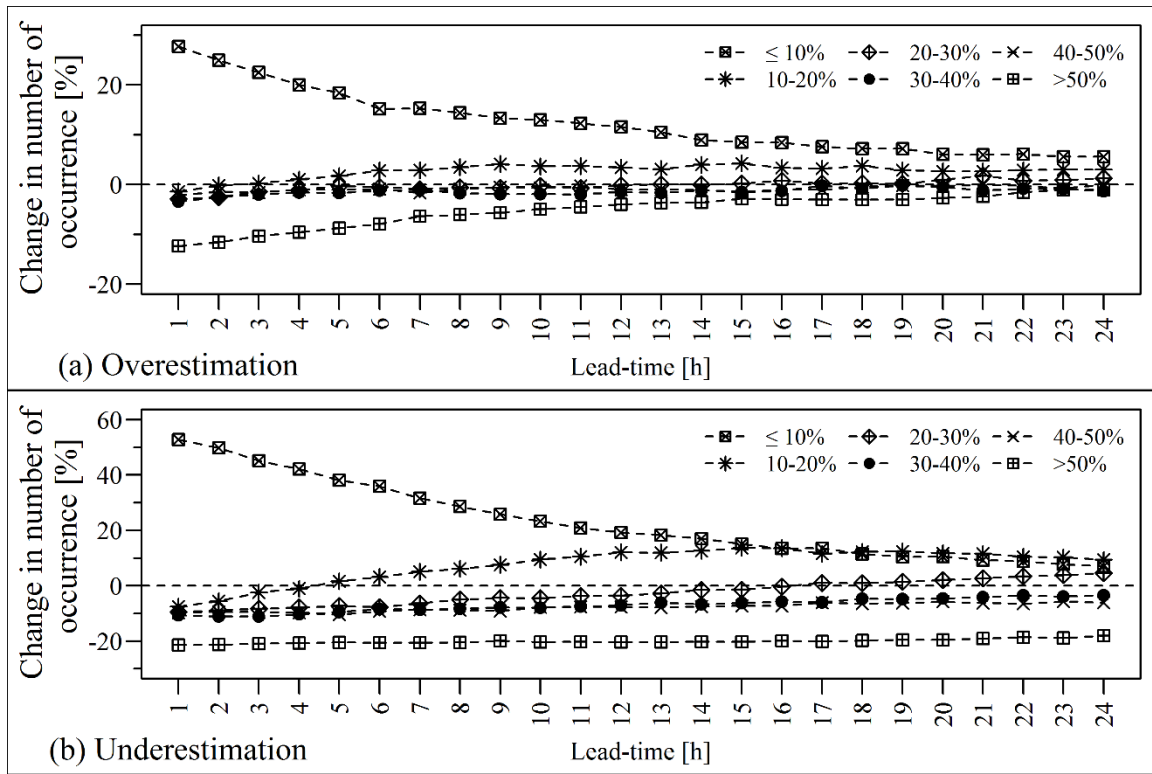 Change in number of
occurrence [%]
20
0
-20
≤ 10%
10-20%
20-30%
30-40%
40-50%
>50%
1 2 3 4 5 6 7 8 9 10 11 12 13 14 15 16 17 18 19 20 21 22 23 24
(a) Overestimation
Lead-time [h]
Change in number of
occurrence [%]
60
40
20
0
-20
≤ 10%
10-20%
20-30%
30-40%
40-50%
>50%
1 2 3 4 5 6 7 8 9 10 11 12 13 14 15 16 17 18 19 20 21 22 23 24
(b) Underestimation
Lead-time [h]